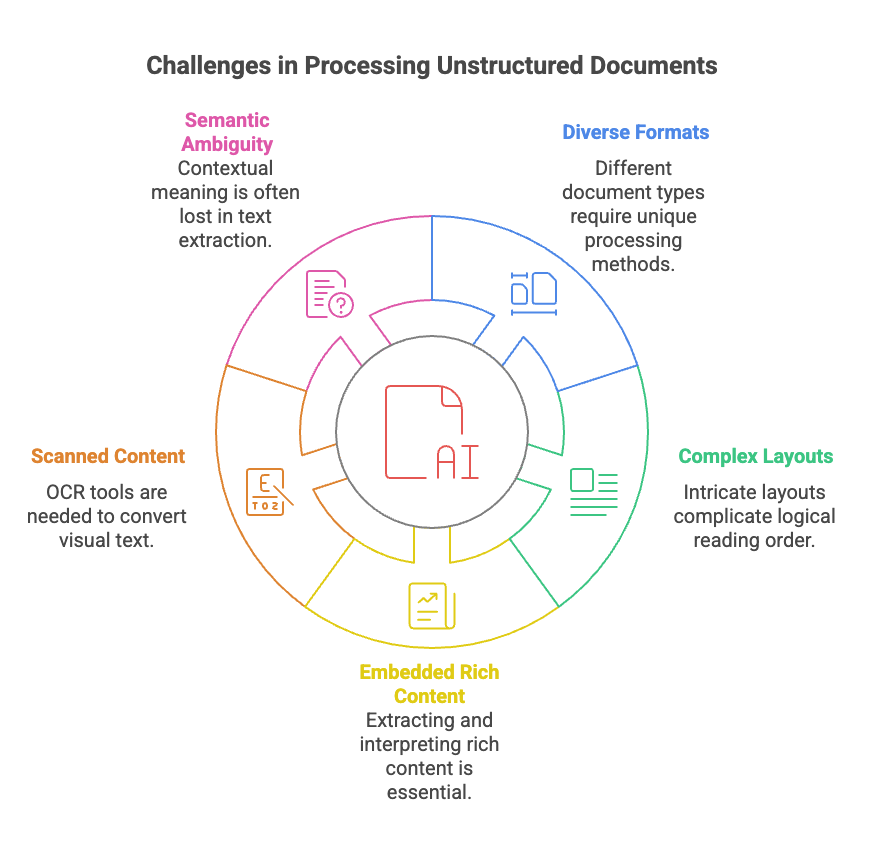 Challenges in Processing Unstructured Documents
Semantic
Ambiguity
Contextual
meaning is often
lost in text
extraction.
Diverse Formats
Different
document types
require unique
processing
methods.
?
AI
Scanned Content
OCR tools are
needed to convert
visual text.
E
TOZ
Complex Layouts
Intricate layouts
complicate logical
reading order.
Embedded Rich
Content
Extracting and
interpreting rich
content is
essential.